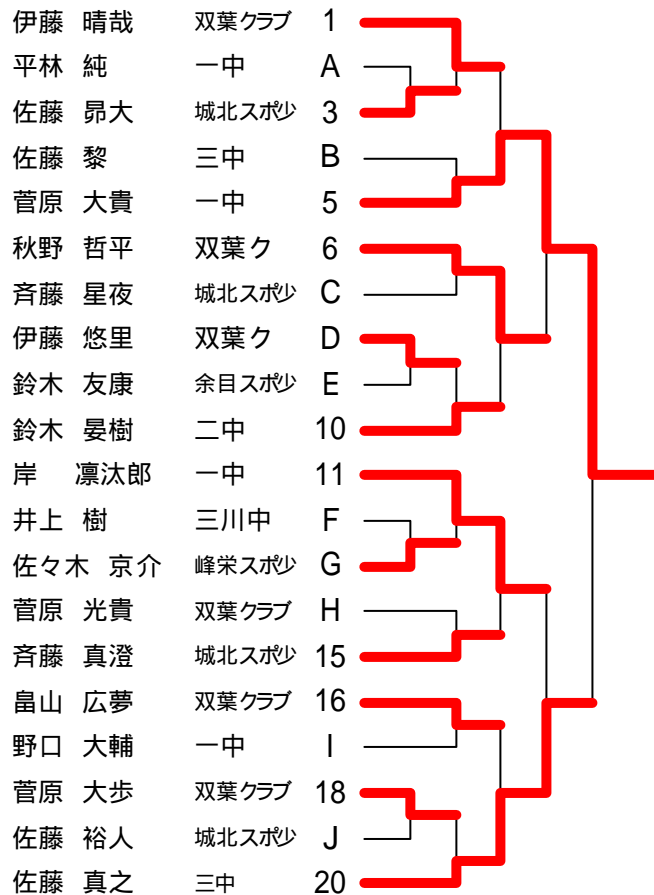 伊藤 晴哉 双葉クラブ 1
平林 純 一中 A
佐藤 昴大 城北スポ少 3
佐藤 黎 三中 B
菅原 大貴 一中 5
秋野 哲平 双葉ク 6
斉藤 星夜 城北スポ少 C
伊藤 悠里 双葉ク D
鈴木 友康 余目スポ少 E
鈴木 晏樹 二中 10
岸 凛汰郎 一中 11
井上 樹 三川中 F
佐々木 京介 峰栄スポ少 G
菅原 光貴 双葉クラブ H
斉藤 真澄 城北スポ少 15
畠山 広夢 双葉クラブ 16
野口 大輔 一中 I
菅原 大歩 双葉クラブ 18
佐藤 裕人 城北スポ少 J
佐藤 真之 三中 20